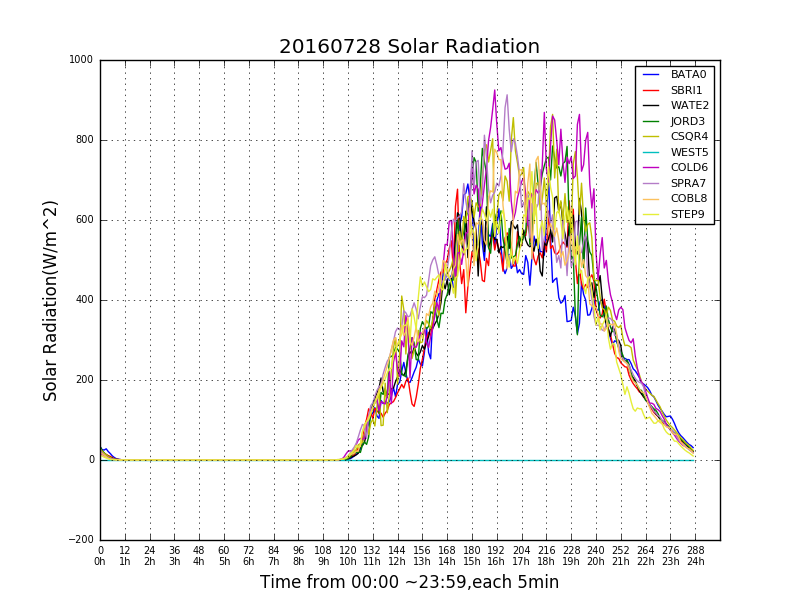 20160728 Solar Radiation
Solar Radiation(W/m^2)
1000
800
600
400
200
0
−200
BATA0
SBRI1
WATE2
JORD3
CSQR4
WEST5
COLD6
SPRA7
COBL8
STEP9
0 12 24 36 48 60 72 84 96 108 120 132 144 156 168 180 192 204 216 228 240 252 264 276 288
0h 1h 2h 3h 4h 5h 6h 7h 8h 9h 10h 11h 12h 13h 14h 15h 16h 17h 18h 19h 20h 21h 22h 23h 24h
Time from 00:00 ~23:59,each 5min